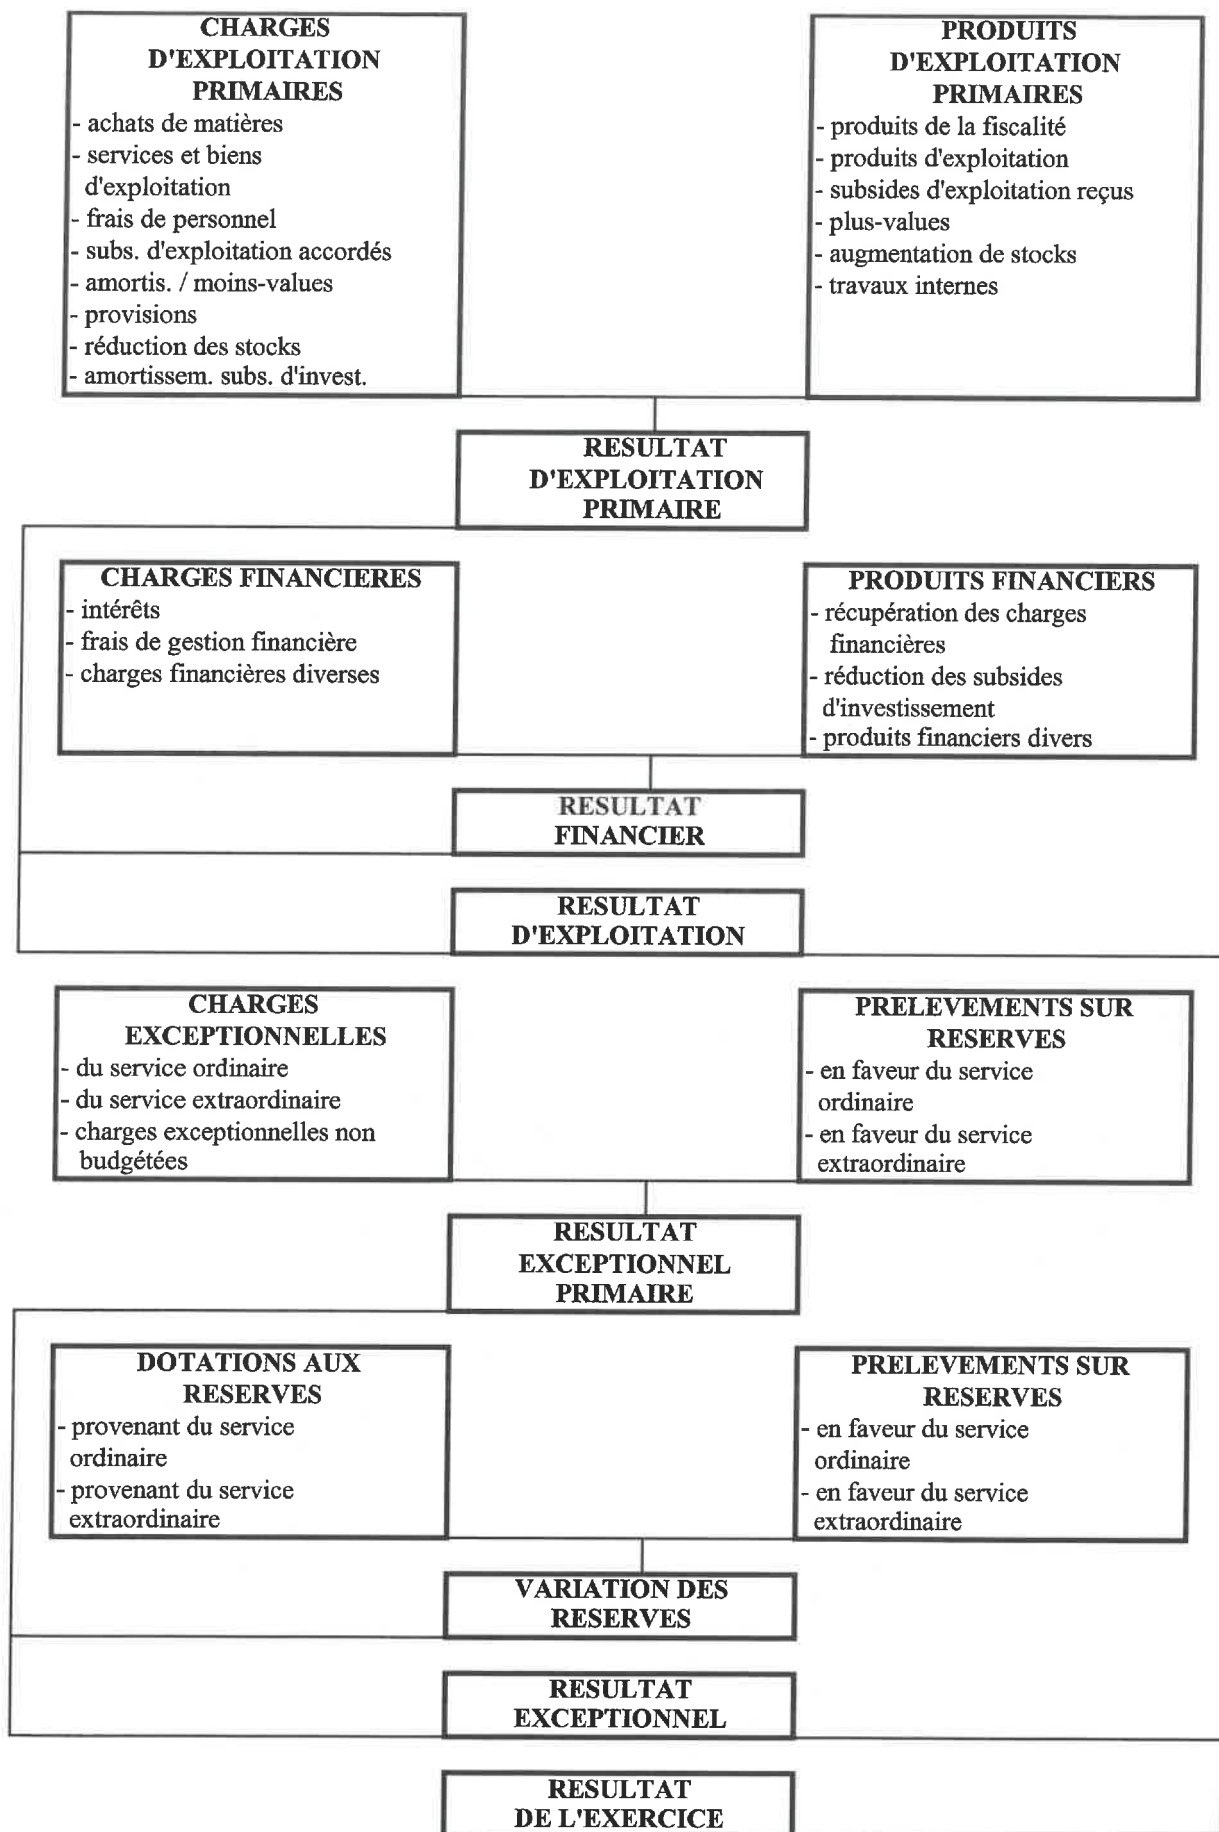 CHARGES
D'EXPLOITATION
PRIMAIRES
- achats de matières
- services et biens
d'exploitation
- frais de personnel
- subs. d'exploitation accordés
- amortis. / moins-values
- provisions
- réduction des stocks
- amortissem. subs. d'invest.
PRODUITS
D'EXPLOITATION
PRIMAIRES
- produits de la fiscalité
- produits d'exploitation
- subsides d'exploitation reçus
- plus-values
- augmentation de stocks
- travaux internes
RESULTAT
D'EXPLOITATION
PRIMAIRE
CHARGES FINANCIERES
- intérêts
- frais de gestion financière
- charges financières diverses
PRODUITS FINANCIERS
- récupération des charges
financières
- réduction des subsides
d'investissement
- produits financiers divers
RESULTAT
FINANCIER
RESULTAT
D'EXPLOITATION
CHARGES
EXCEPTIONNELLES
- du service ordinaire
- du service extraordinaire
- charges exceptionnelles non
budgétées
PRELEVEMENTS SUR
RESERVES
- en faveur du service
ordinaire
- en faveur du service
extraordinaire
RESULTAT
EXCEPTIONNEL
PRIMAIRE
DOTATIONS AUX
RESERVES
- provenant du service
ordinaire
- provenant du service
extraordinaire
PRELEVEMENTS SUR
RESERVES
- en faveur du service
ordinaire
- en faveur du service
extraordinaire
VARIATION DES
RESERVES
RESULTAT
EXCEPTIONNEL
RESULTAT
DE L'EXERCICE